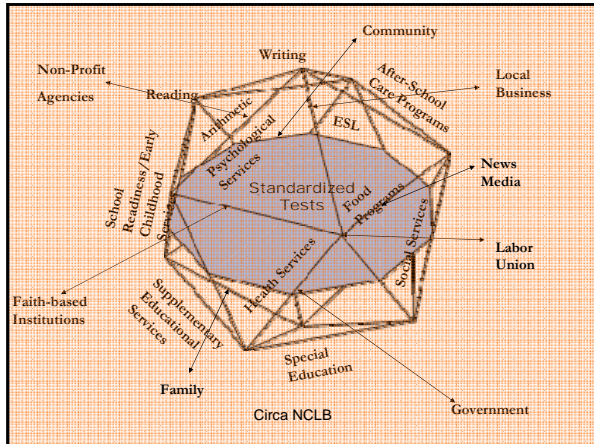 Community
Writing
Non-Profit
Agencies
After-School
Care Programs
Local
Business
Reading
Arithmetic
ESL
Psychological
Services
News
Media
School
Readiness/Early
Childhood
Services
Standardized
Tests
Food
Programs
Social Services
Labor
Union
Faith-based
Institutions
Health Services
Supplementary
Educational
Services
Special
Education
Family
Government
Circa NCLB